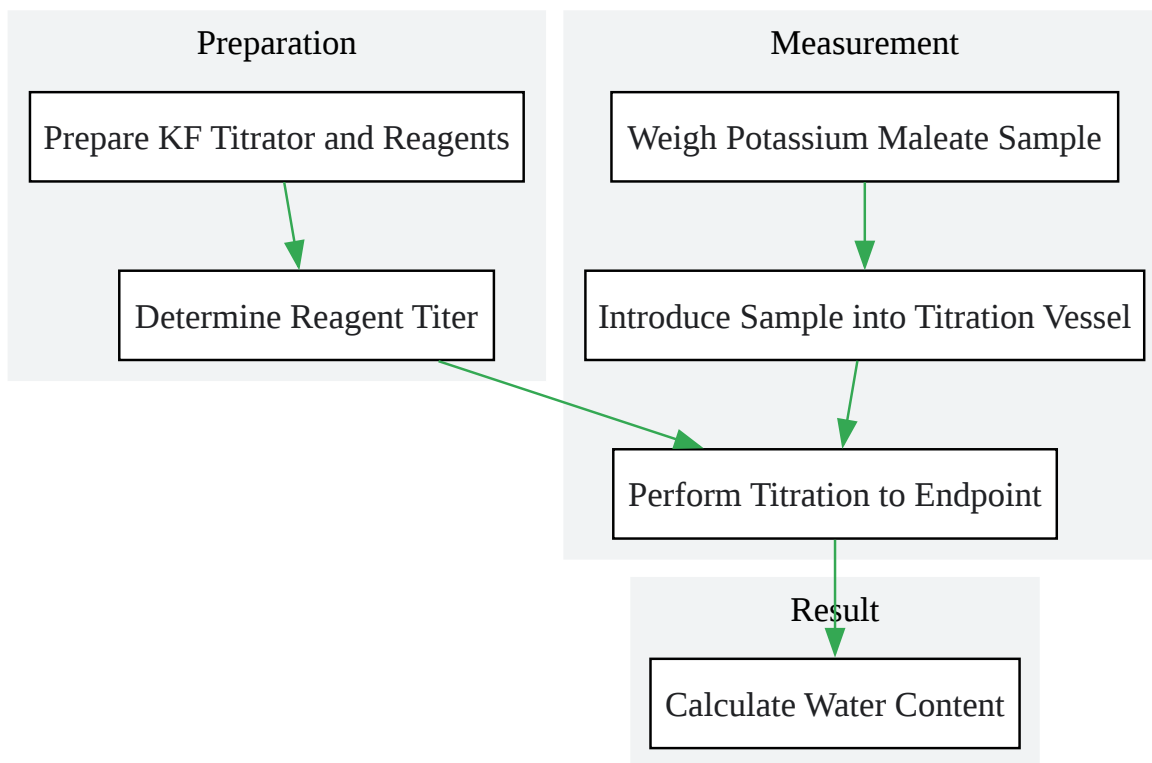 Preparation
Prepare KF Titrator and Reagents
Determine Reagent Titer
Measurement
Weigh Potassium Maleate Sample
Introduce Sample into Titration Vessel
Perform Titration to Endpoint
Result
Calculate Water Content